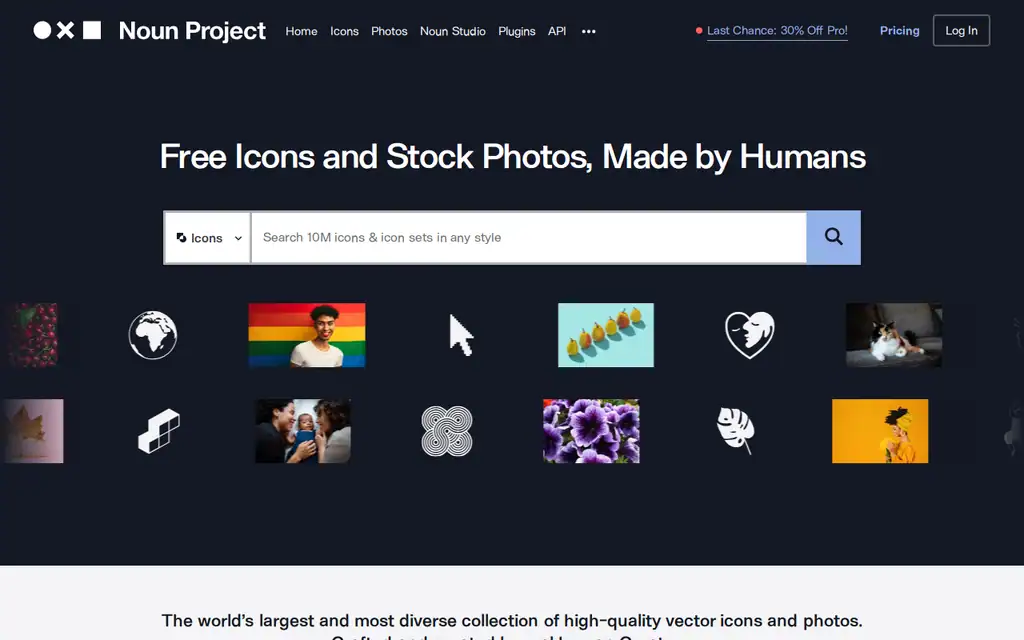 Noun Project
Home Icons Photos Noun Studio Plugins API •••
Last Chance: 30% Off Pro! Pricing Log In
Free Icons and Stock Photos, Made by Humans
Icons Search 10M icons & icon sets in any style
The world's largest and most diverse collection of high-quality vector icons and photos.